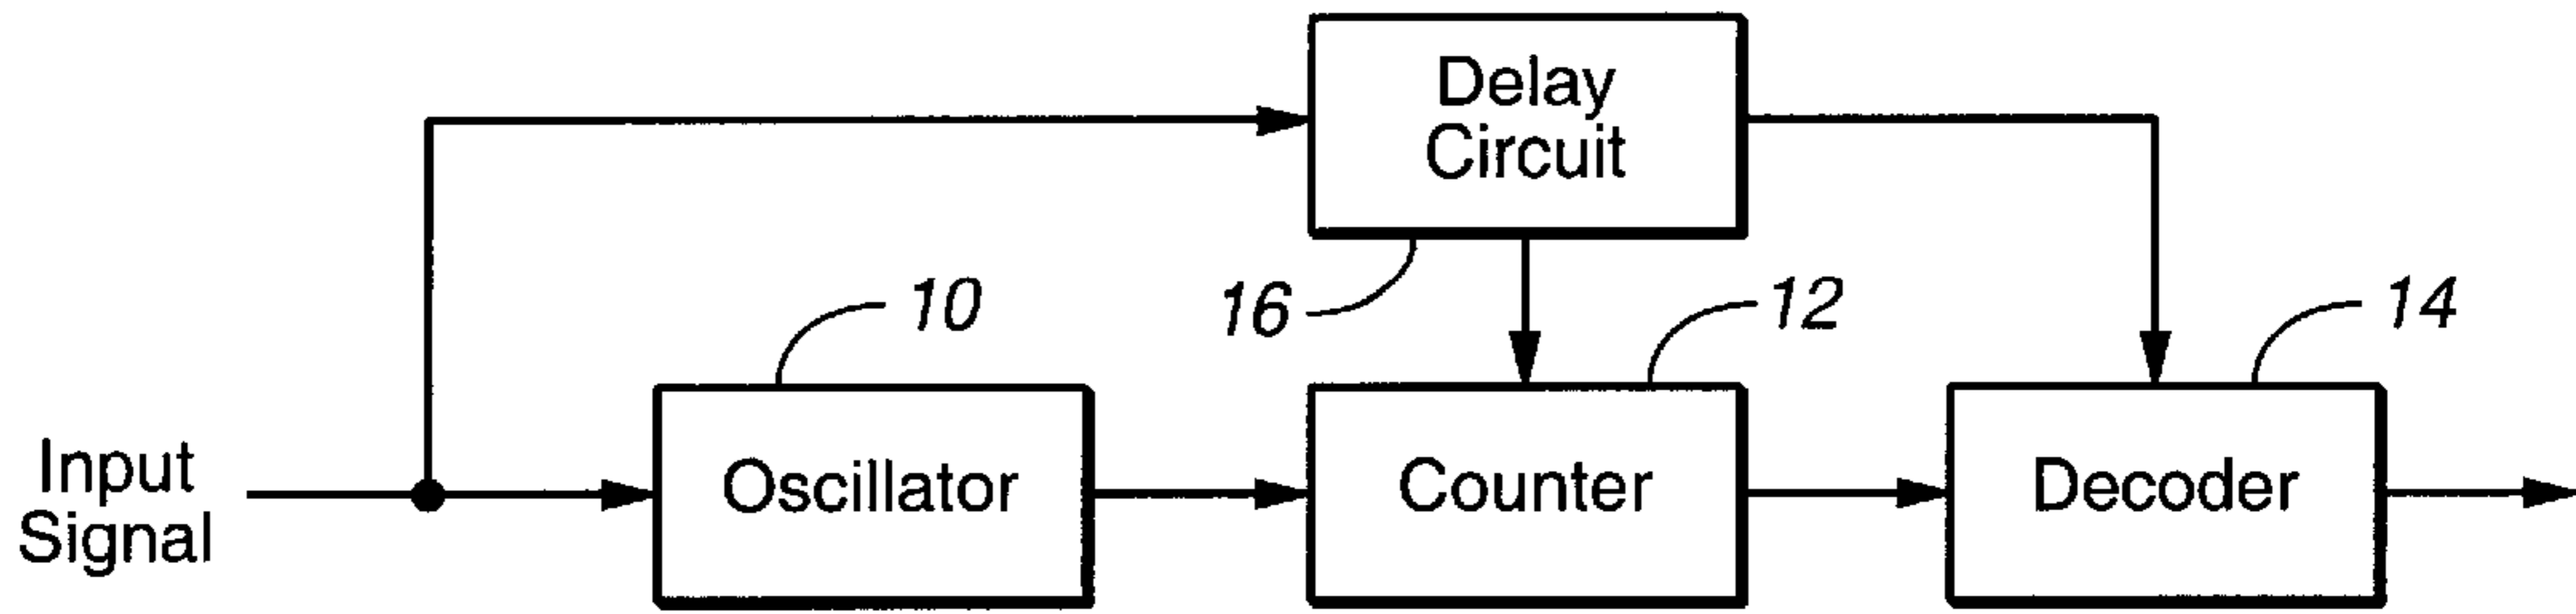 Delay
Circuit
10
16
12
14
Input
Signal
Oscillator
Counter
Decoder